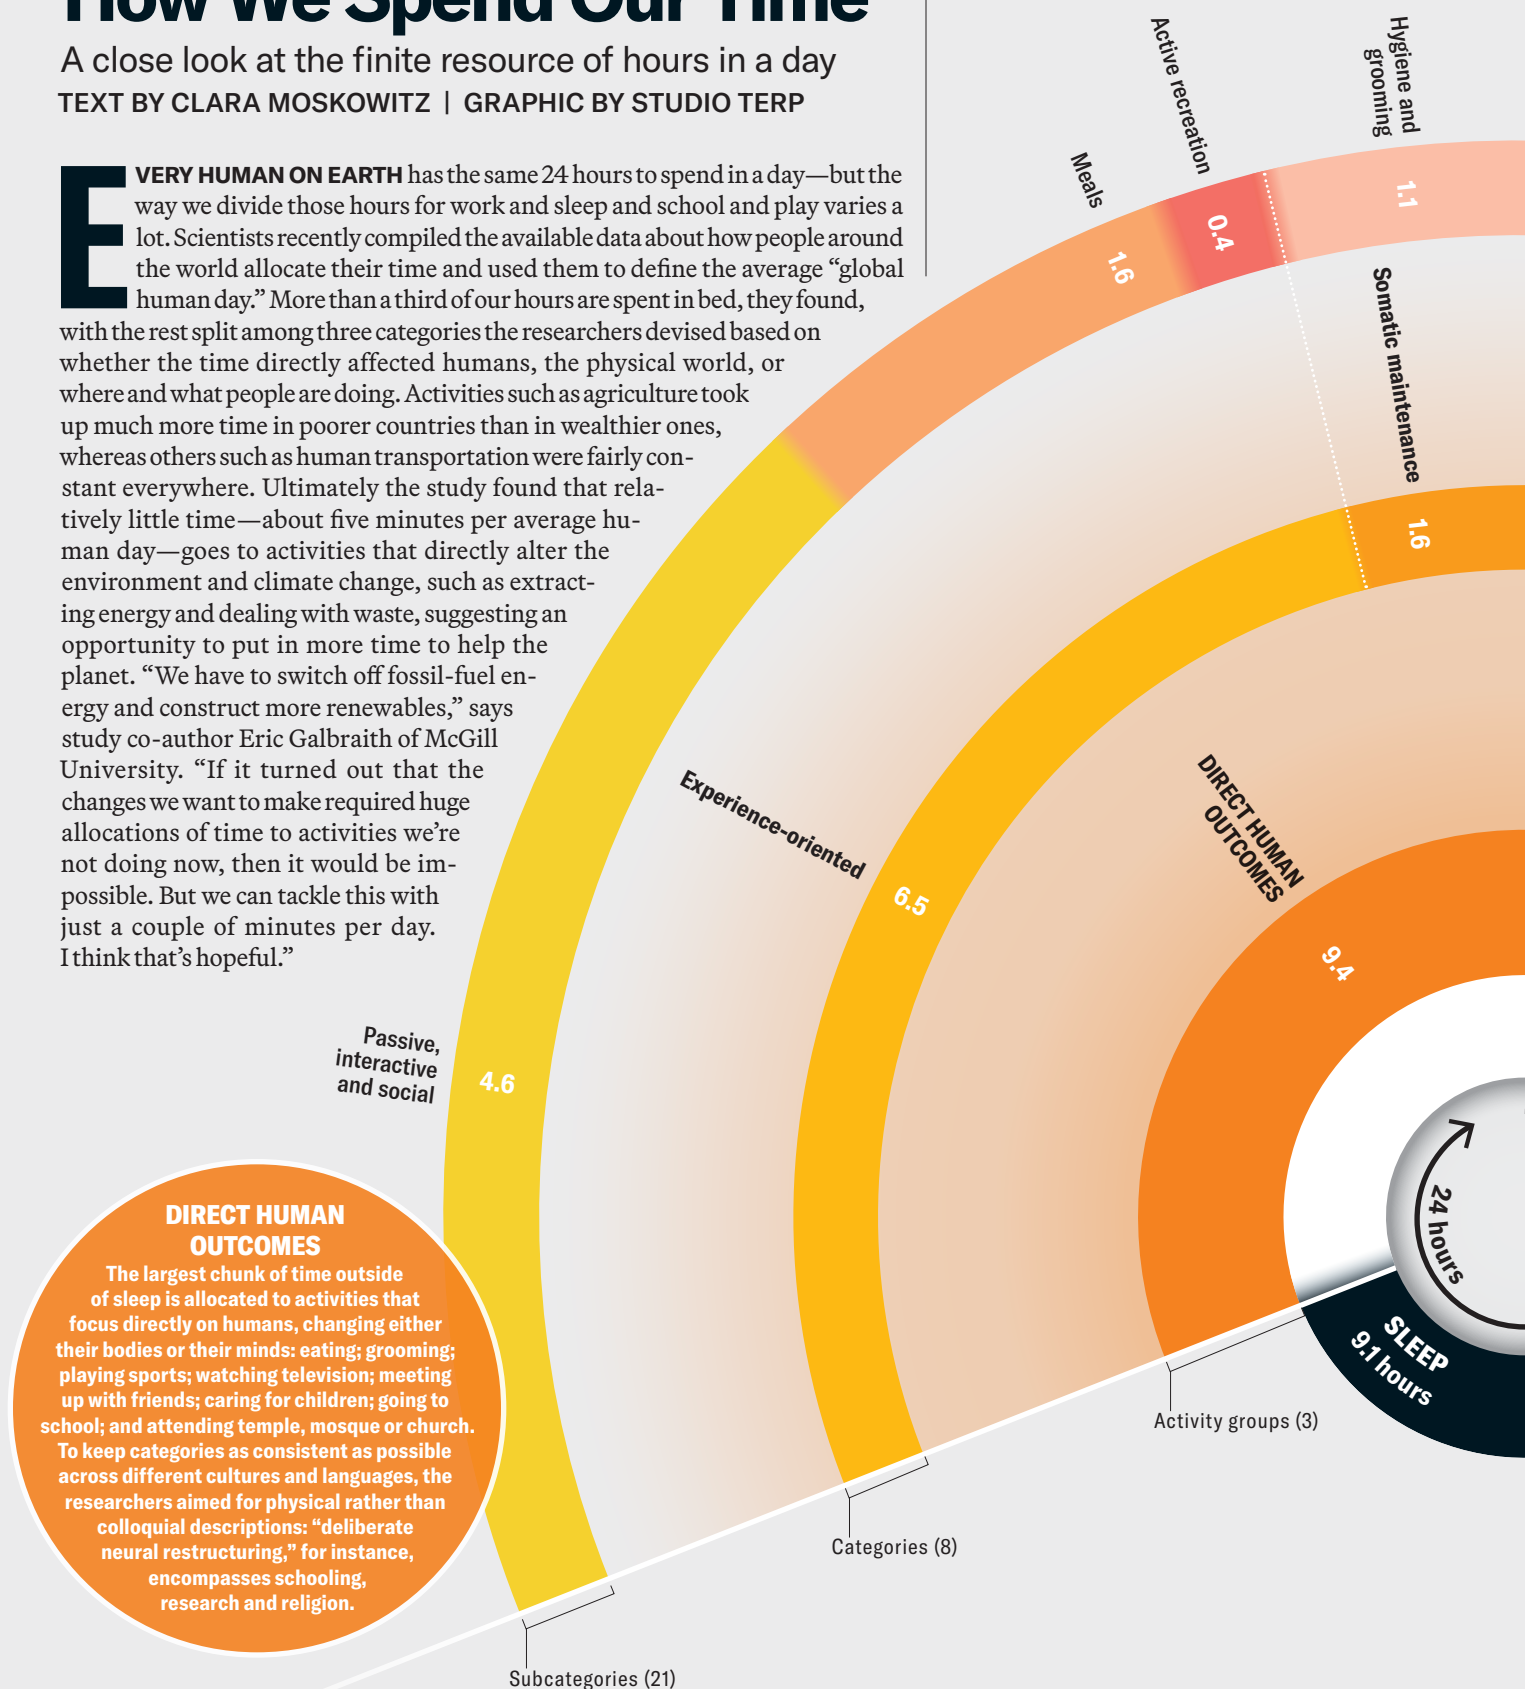 How We Spend Our Time
A close look at the finite resource of hours in a day
TEXT BY CLARA MOSKOWITZ | GRAPHIC BY STUDIO TERP
EVERY HUMAN ON EARTH has the same 24 hours to spend in a day—but the
way we divide those hours for work and sleep and school and play varies a
lot. Scientists recently compiled the available data about how people around
the world allocate their time and used them to define the average “global
human day.” More than a third of our hours are spent in bed, they found,
with the rest split among three categories the researchers devised based on
whether the time directly affected humans, the physical world, or
where and what people are doing. Activities such as agriculture took
up much more time in poorer countries than in wealthier ones,
whereas others such as human transportation were fairly con-
stant everywhere. Ultimately the study found that rela-
tively little time—about five minutes per average hu-
man day—goes to activities that directly alter the
environment and climate change, such as extract-
ing energy and dealing with waste, suggesting an
opportunity to put in more time to help the
planet. “We have to switch off fossil-fuel en-
ergy and construct more renewables,” says
study co-author Eric Galbraith of McGill
University. “If it turned out that the
changes we want to make required huge
allocations of time to activities we’re
not doing now, then it would be im-
possible. But we can tackle this with
just a couple of minutes per day.
I think that’s hopeful.”
Passive,
interactive
and social
4.6
Meals
1.6
Active recreation
0.4
Hygiene and
grooming
1.1
Experience-oriented
6.5
Somatic maintenance
1.6
DIRECT HUMAN
OUTCOMES
9.4
24 hours
SLEEP
9.1 hours
Activity groups (3)
Categories (8)
Subcategories (21)
DIRECT HUMAN
OUTCOMES
The largest chunk of time outside
of sleep is allocated to activities that
focus directly on humans, changing either
their bodies or their minds: eating; grooming;
playing sports; watching television; meeting
up with friends; caring for children; going to
school; and attending temple, mosque or church.
To keep categories as consistent as possible
across different cultures and languages, the
researchers aimed for physical rather than
colloquial descriptions: “deliberate
neural restructuring,” for instance,
encompasses schooling,
research and religion.